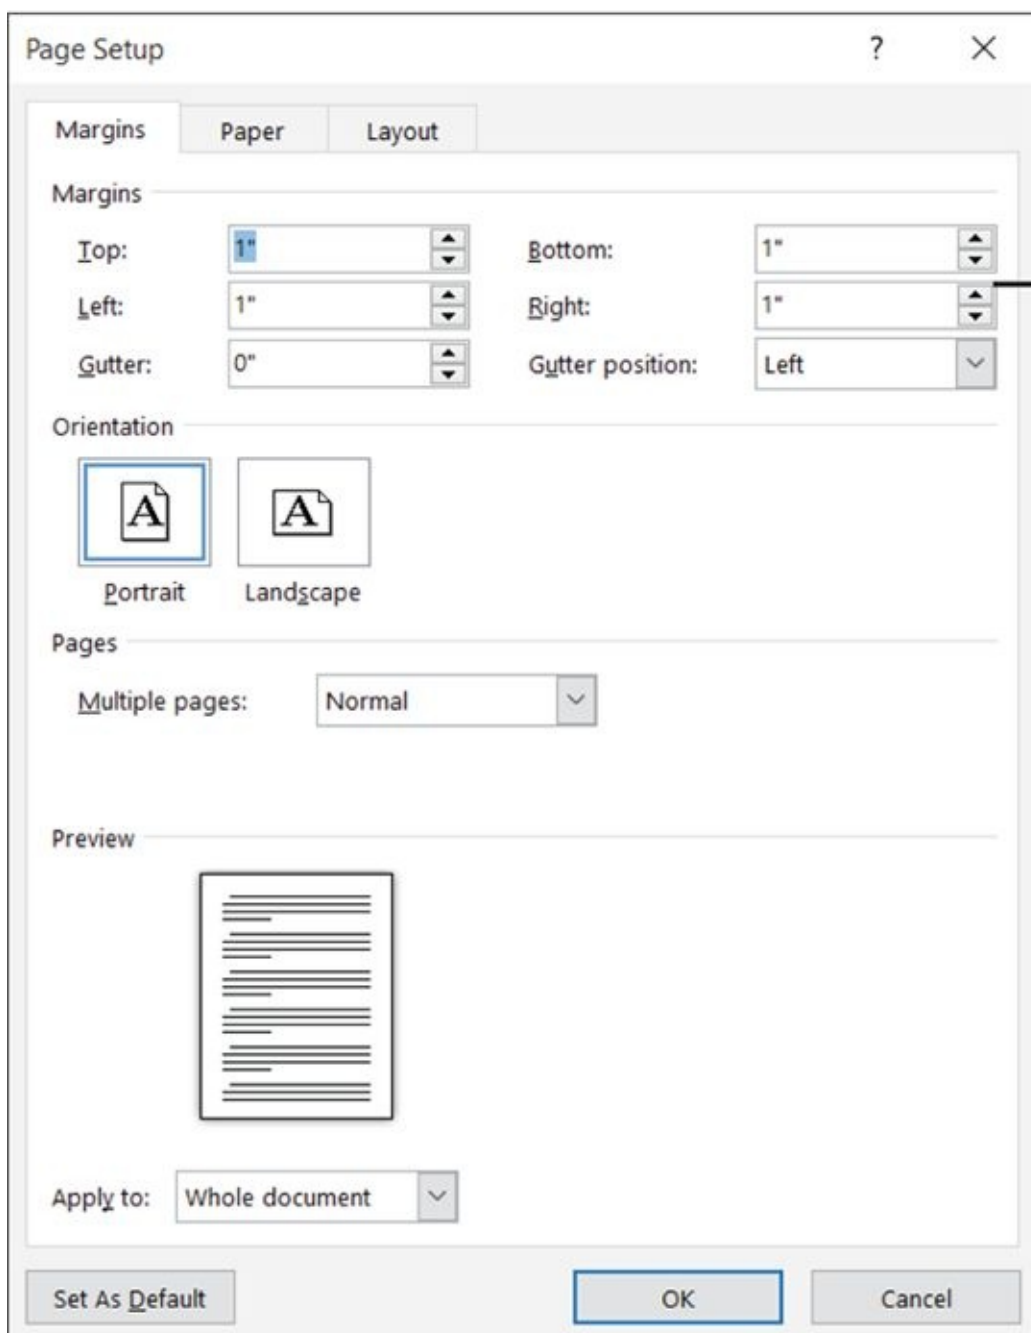 Page Setup ? ×
Margins Paper Layout
Margins
Top: 1" Bottom: 1"
Left: 1" Right: 1"
Gutter: 0" Gutter position: Left
Orientation
A A
Portrait Landscape
Pages
Multiple pages: Normal
Preview
Apply to: Whole document
Set As Default OK Cancel